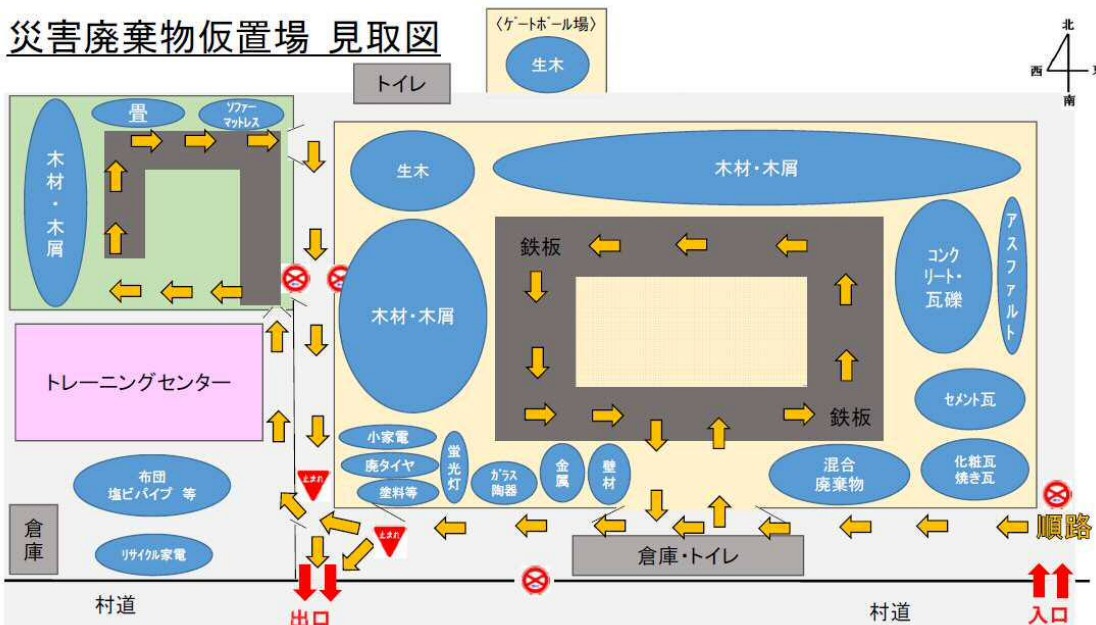 災害廃棄物仮置場 見取図
〈ゲートボール場〉
生木
北
西
東
南
トイレ
畳
ソファー
マットレス
木材・木屑
生木
木材・木屑
アスファルト
コンク
リート・
瓦礫
鉄板
木材・木屑
トレーニングセンター
鉄板
セメント瓦
小家電
廃タイヤ
塗料等
蛍光灯
ガラス
陶器
金属
壁材
混合
廃棄物
化粧瓦
焼き瓦
布団
塩ビパイプ 等
止まれ
止まれ
順路
倉庫
リサイクル家電
倉庫・トイレ
村道
出口
村道
入口